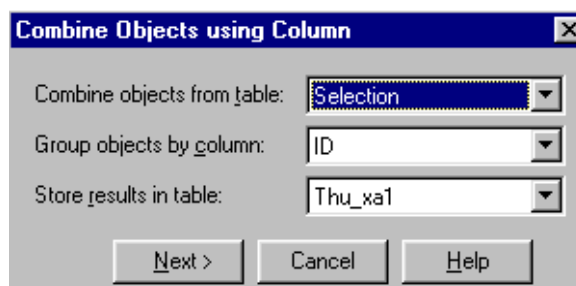 Combine Objects using Column
Combine objects from table: Selection
Group objects by column: ID
Store results in table: Thu_xa1
Next > Cancel Help